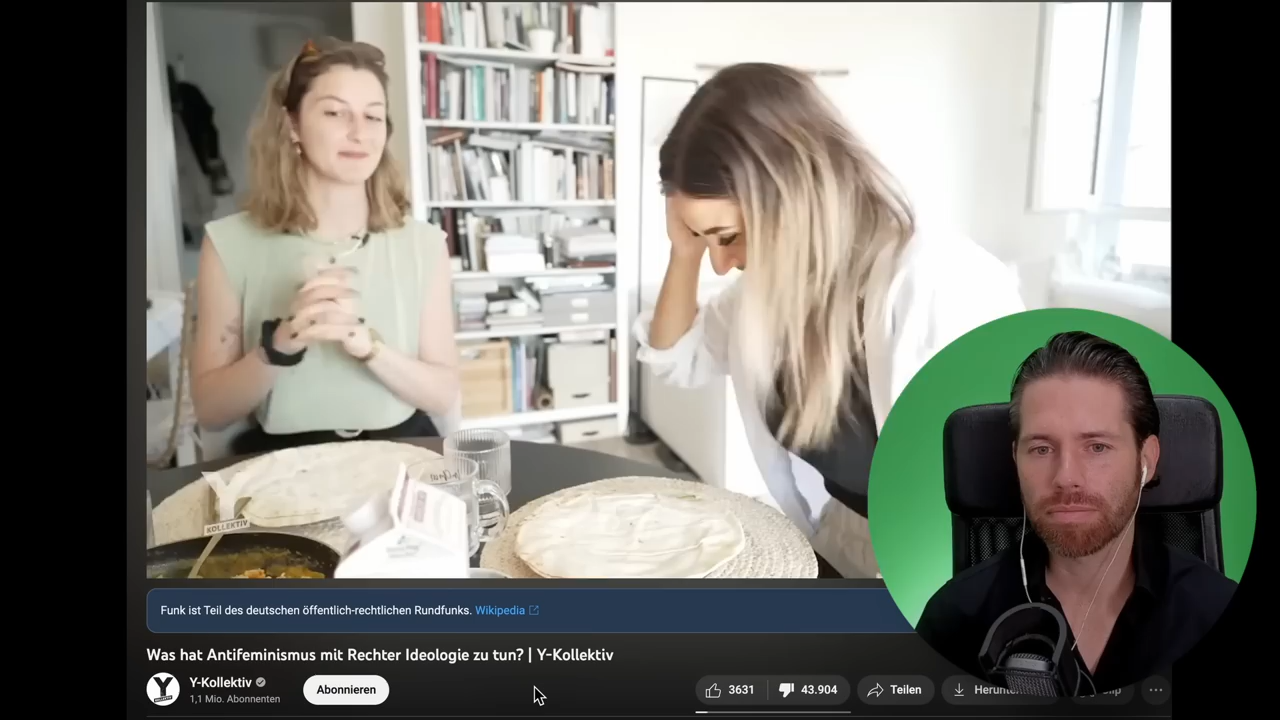 KOLLEKTIV
Funk ist Teil des deutschen öffentlich-rechtlichen Rundfunks. Wikipedia
Was hat Antifeminismus mit Rechter Ideologie zu tun? | Y-Kollektiv
Y-Kollektiv
1,1 Mio. Abonnenten
Abonnieren
3631
43.904
Teilen